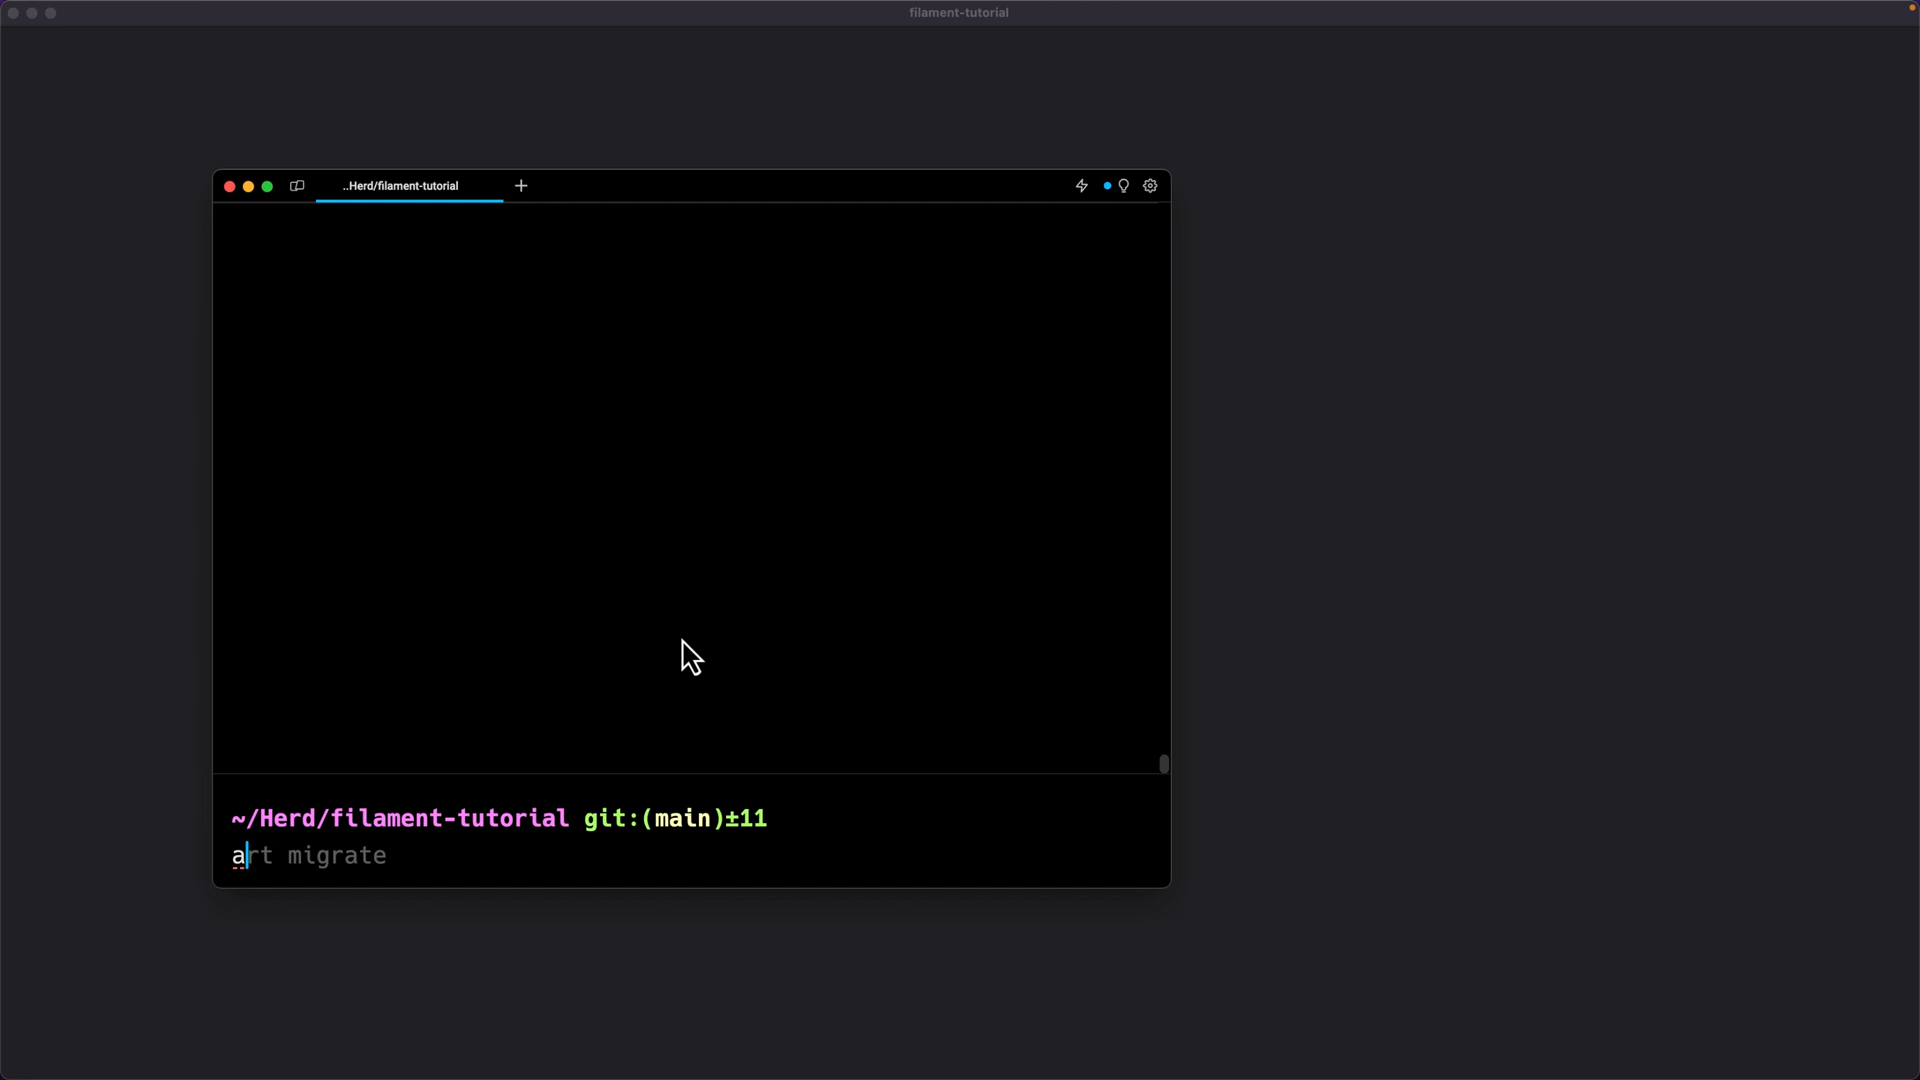 filament-tutorial
..Herd/filament-tutorial
~/Herd/filament-tutorial git:(main)±11
art migrate